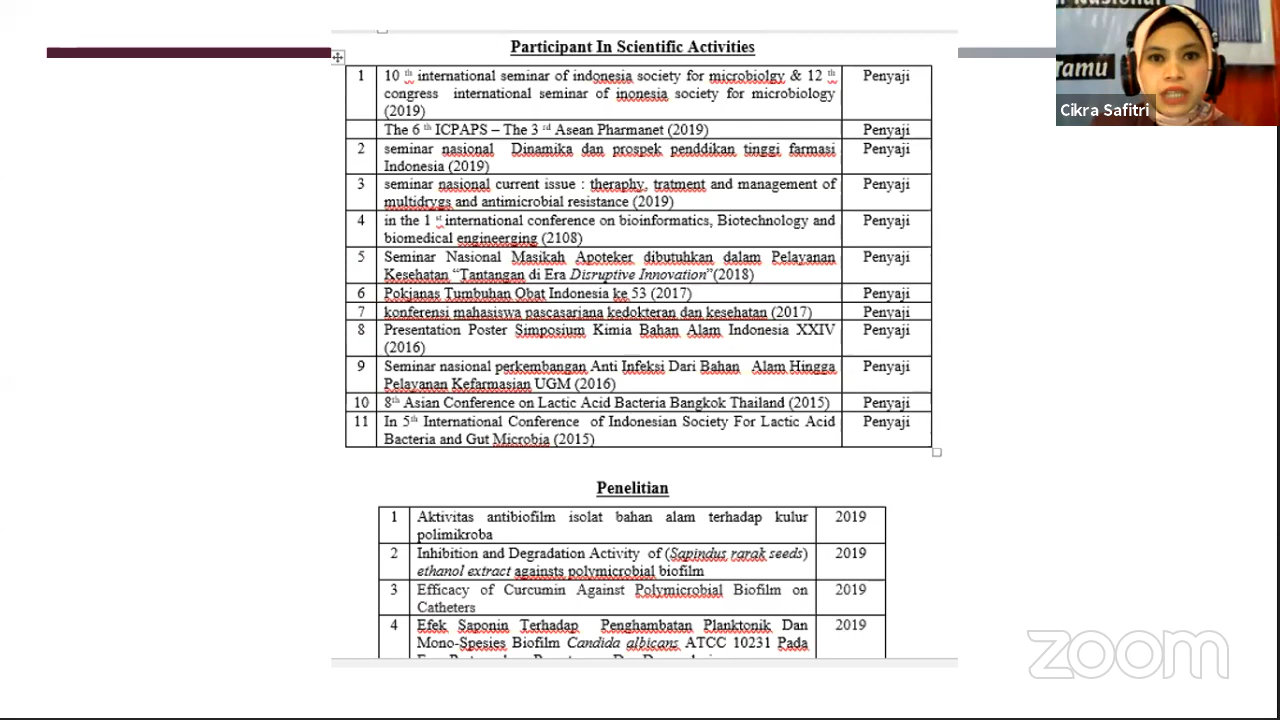 Participant In Scientific Activities
1 10 th international seminar of indonesia society for microbiolgy & 12 th Penyaji
congress international seminar of inonesia society for microbiology
(2019)
The 6 th ICPAPS – The 3 rd Asean Pharmanet (2019) Penyaji
2 seminar nasional Dinamika dan prospek penddikan tinggi farmasi Penyaji
Indonesia (2019)
3 seminar nasional current issue : theraphy, tratment and management of Penyaji
multidrygs and antimicrobial resistance (2019)
4 in the 1 st international conference on bioinformatics, Biotechnology and Penyaji
biomedical engineerging (2108)
5 Seminar Nasional Masikah Apoteker dibutuhkan dalam Pelayanan Penyaji
Kesehatan “Tantangan di Era Disruptive Innovation”(2018)
6 Pokjanas Tumbuhan Obat Indonesia ke 53 (2017) Penyaji
7 konferensi mahasiswa pascasarjana kedokteran dan kesehatan (2017) Penyaji
8 Presentation Poster Simposium Kimia Bahan Alam Indonesia XXIV Penyaji
(2016)
9 Seminar nasional perkembangan Anti Infeksi Dari Bahan Alam Hingga Penyaji
Pelayanan Kefarmasian UGM (2016)
10 8th Asian Conference on Lactic Acid Bacteria Bangkok Thailand (2015) Penyaji
11 In 5th International Conference of Indonesian Society For Lactic Acid Penyaji
Bacteria and Gut Microbia (2015)
Penelitian
1 Aktivitas antibiofilm isolat bahan alam terhadap kulur 2019
polimikroba
2 Inhibition and Degradation Activity of (Sapindus rarak seeds) 2019
ethanol extract againsts polymicrobial biofilm
3 Efficacy of Curcumin Against Polymicrobial Biofilm on 2019
Catheters
4 Efek Saponin Terhadap Penghambatan Planktonik Dan 2019
Mono-Spesies Biofilm Candida albicans ATCC 10231 Pada
Nasional
ramu
Cikra Safitri
zoom